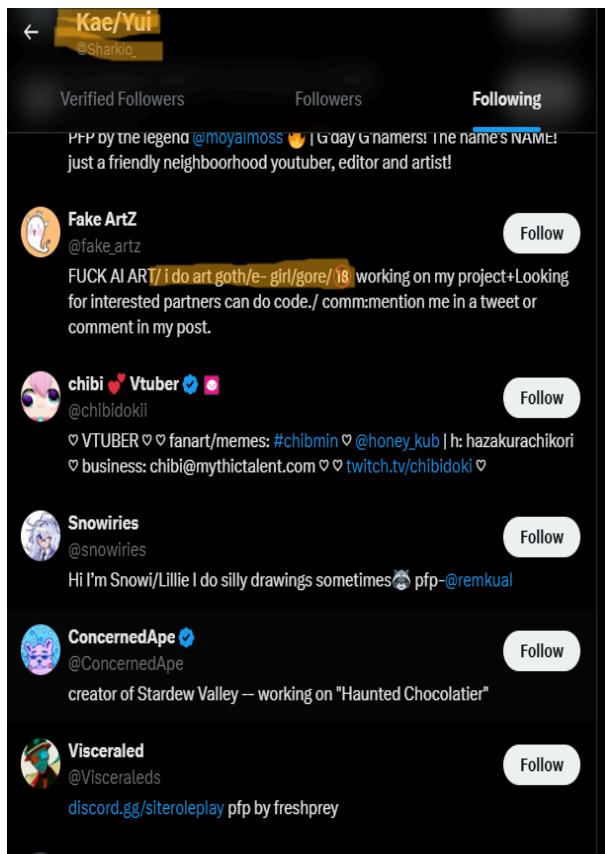 Kae/Yui
@Sharkio_
Verified Followers
Followers
Following
PFP by the legend @moyaimoss 🔥 | G'day G'namers! The name's NAME!
just a friendly neighboorhood youtuber, editor and artist!
Fake ArtZ
@fake_artz
Follow
FUCK AI ART/ i do art goth/e- girl/gore/🔞 working on my project+Looking
for interested partners can do code./ comm:mention me in a tweet or
comment in my post.
chibi 💕 Vtuber
@chibidokii
Follow
♡ VTUBER ♡ ♡ fanart/memes: #chibmin ♡ @honey_kub | h: hazakurachikori
♡ business: chibi@mythictalent.com ♡ ♡ twitch.tv/chibidoki ♡
Snowiries
@snowiries
Follow
Hi I'm Snowi/Lillie I do silly drawings sometimes🦝 pfp-@remkual
ConcernedApe
@ConcernedApe
Follow
creator of Stardew Valley -- working on "Haunted Chocolatier"
Visceraled
@Visceraleds
Follow
discord.gg/siteroleplay pfp by freshprey